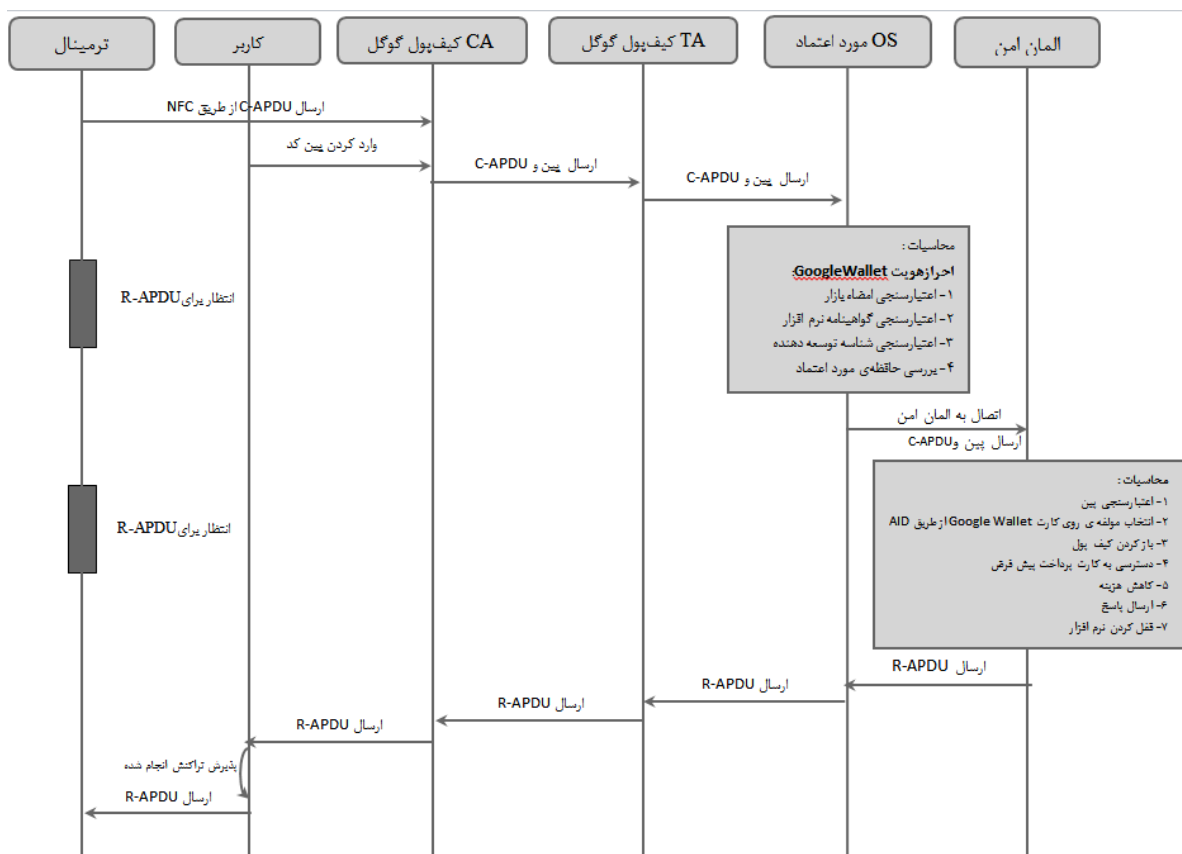 ترمینال
کاربر
CA کیف‌پول گوگل
TA کیف‌پول گوگل
OS مورد اعتماد
المان امن
ارسال C-APDU از طریق NFC
وارد کردن پین کد
ارسال پین و C-APDU
ارسال پین و C-APDU
محاسبات :
احرازهویت GoogleWallet:
۱- اعتبارسنجی امضاء بازار
۲- اعتبارسنجی گواهینامه نرم افزار
۳- اعتبارسنجی شناسه توسعه دهنده
۴- بررسی حافظه‌ی مورد اعتماد
انتظار برای R-APDU
اتصال به المان امن
ارسال پین و C-APDU
محاسبات :
۱- اعتبارسنجی پین
۲- انتخاب مولفه ی روی کارت Google Wallet از طریق AID
۳- باز کردن کیف پول
۴- دسترسی به کارت پرداخت پیش فرض
۵- کاهش هزینه
۶- ارسال پاسخ
۷- قفل کردن نرم افزار
انتظار برای R-APDU
ارسال R-APDU
ارسال R-APDU
ارسال R-APDU
ارسال R-APDU
پذیرش تراکنش انجام شده
ارسال R-APDU